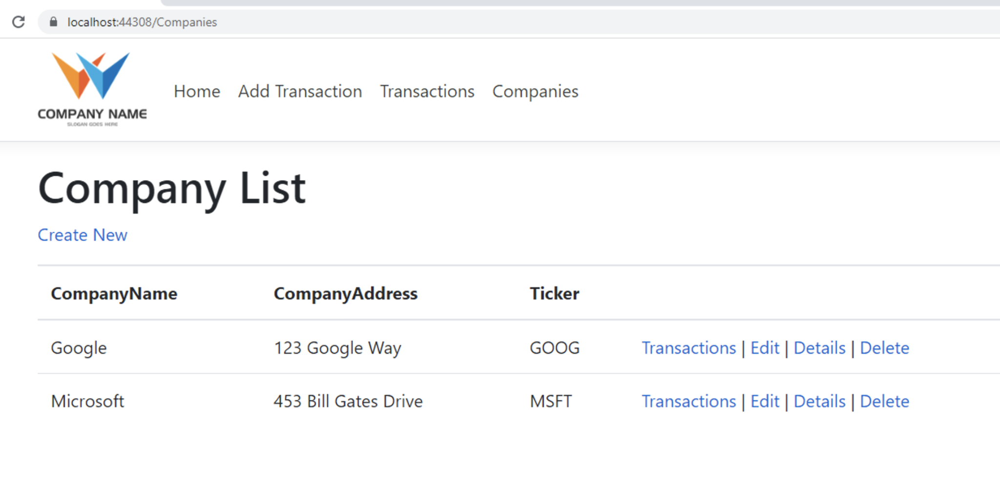 localhost:44308/Companies
COMPANY NAME
SLOGAN GOES HERE
Home Add Transaction Transactions Companies
Company List
Create New
CompanyName CompanyAddress Ticker
Google 123 Google Way GOOG Transactions | Edit | Details | Delete
Microsoft 453 Bill Gates Drive MSFT Transactions | Edit | Details | Delete